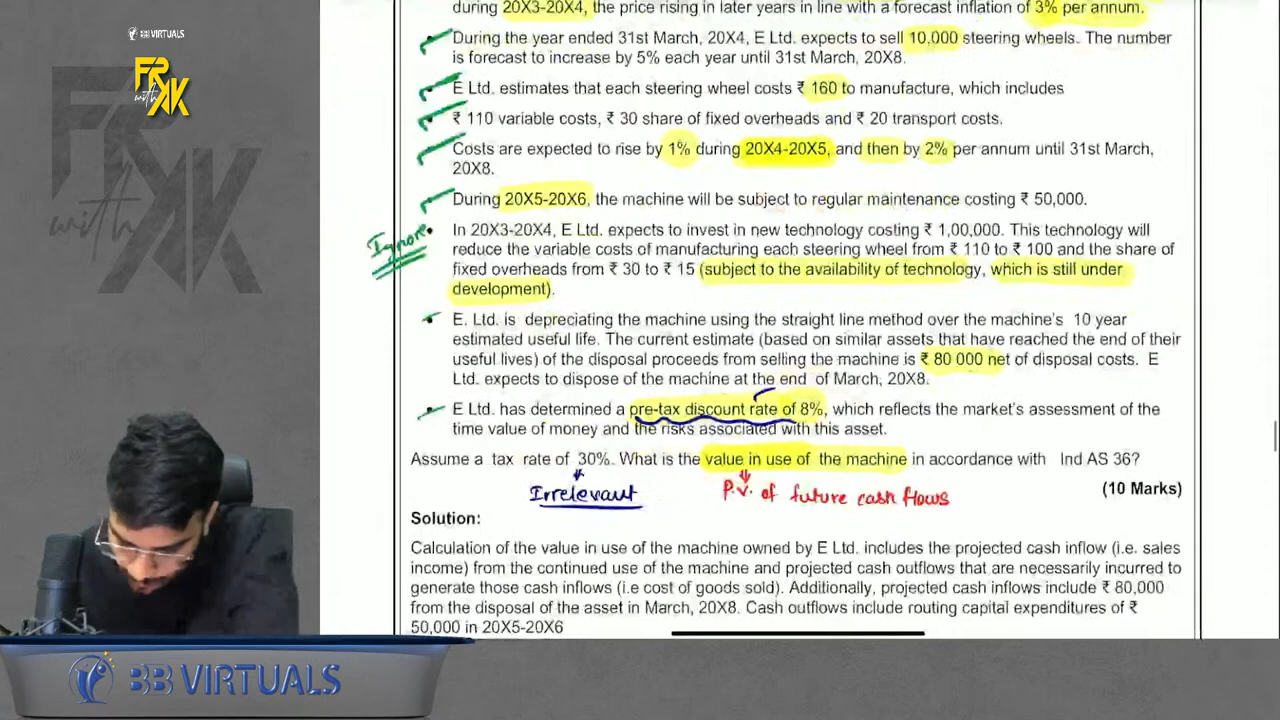 BB VIRTUALS
FR
with AK
FR
with AK
during 20X3-20X4, the price rising in later years in line with a forecast inflation of 3% per annum.
• During the year ended 31st March, 20X4, E Ltd. expects to sell 10,000 steering wheels. The number
is forecast to increase by 5% each year until 31st March, 20X8.
• E Ltd. estimates that each steering wheel costs ₹ 160 to manufacture, which includes
• ₹ 110 variable costs, ₹ 30 share of fixed overheads and ₹ 20 transport costs.
• Costs are expected to rise by 1% during 20X4-20X5, and then by 2% per annum until 31st March,
20X8.
• During 20X5-20X6, the machine will be subject to regular maintenance costing ₹ 50,000.
Ignore
• In 20X3-20X4, E Ltd. expects to invest in new technology costing ₹ 1,00,000. This technology will
reduce the variable costs of manufacturing each steering wheel from ₹ 110 to ₹ 100 and the share of
fixed overheads from ₹ 30 to ₹ 15 (subject to the availability of technology, which is still under
development).
• E. Ltd. is depreciating the machine using the straight line method over the machine's 10 year
estimated useful life. The current estimate (based on similar assets that have reached the end of their
useful lives) of the disposal proceeds from selling the machine is ₹ 80 000 net of disposal costs. E
Ltd. expects to dispose of the machine at the end of March, 20X8.
• E Ltd. has determined a pre-tax discount rate of 8%, which reflects the market's assessment of the
time value of money and the risks associated with this asset.
Assume a tax rate of 30%. What is the value in use of the machine in accordance with Ind AS 36?
Irrelevant P.V. of future cash flows (10 Marks)
Solution:
Calculation of the value in use of the machine owned by E Ltd. includes the projected cash inflow (i.e. sales
income) from the continued use of the machine and projected cash outflows that are necessarily incurred to
generate those cash inflows (i.e cost of goods sold). Additionally, projected cash inflows include ₹ 80,000
from the disposal of the asset in March, 20X8. Cash outflows include routing capital expenditures of ₹
50,000 in 20X5-20X6
BB VIRTUALS